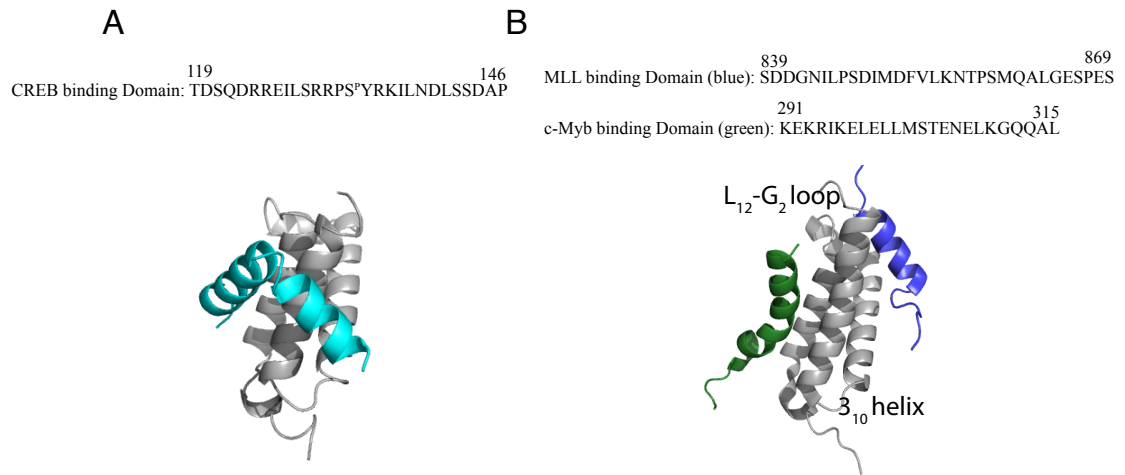 A
B
119 146
CREB binding Domain: TDSQDRREILSRRPSᴾYRKILNDLSSDAP
839 869
MLL binding Domain (blue): SDDGNILPSDIMDFVLKNTPSMQALGESPES
291 315
c-Myb binding Domain (green): KEKRIKELELLMSTENELKGQQAL
L₁₂-G₂ loop
3₁₀ helix